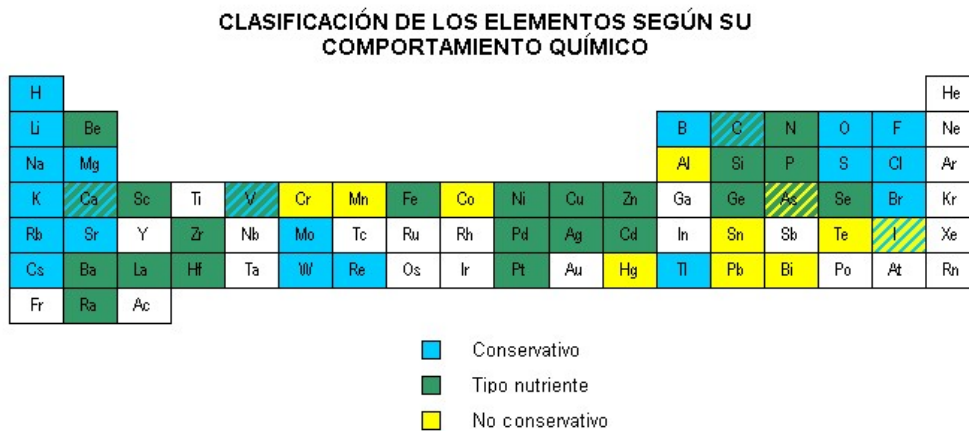 CLASIFICACIÓN DE LOS ELEMENTOS SEGÚN SU
COMPORTAMIENTO QUÍMICO
H He
Li Be B C N O F Ne
Na Mg Al Si P S Cl Ar
K Ca Sc Ti V Cr Mn Fe Co Ni Cu Zn Ga Ge As Se Br Kr
Rb Sr Y Zr Nb Mo Tc Ru Rh Pd Ag Cd In Sn Sb Te I Xe
Cs Ba La Hf Ta W Re Os Ir Pt Au Hg Tl Pb Bi Po At Rn
Fr Ra Ac
Conservativo
Tipo nutriente
No conservativo